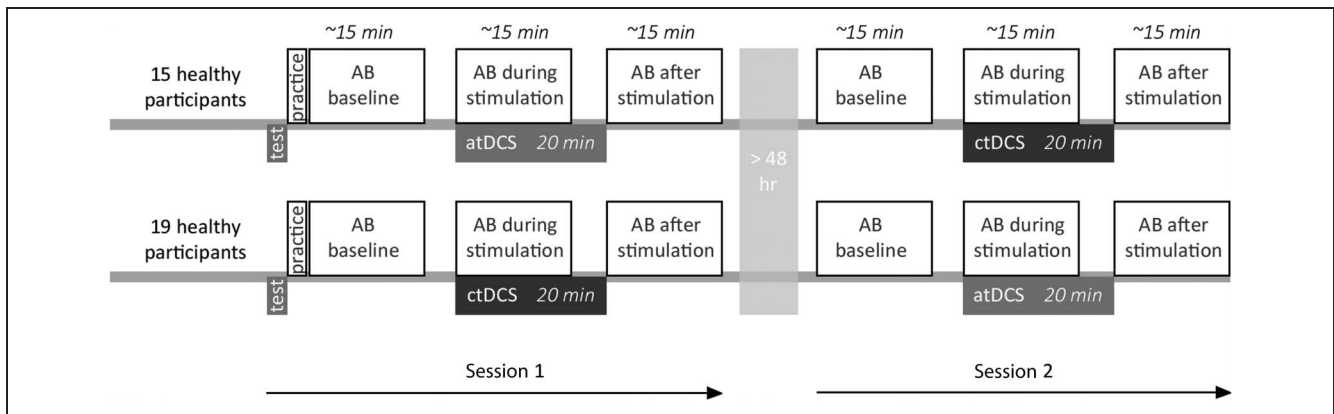 ~15 min ~15 min ~15 min ~15 min ~15 min ~15 min
15 healthy
participants
test
practice
AB
baseline
AB during
stimulation
atDCS 20 min
AB after
stimulation
> 48
hr
AB
baseline
AB during
stimulation
ctDCS 20 min
AB after
stimulation
19 healthy
participants
test
practice
AB
baseline
AB during
stimulation
ctDCS 20 min
AB after
stimulation
AB
baseline
AB during
stimulation
atDCS 20 min
AB after
stimulation
Session 1
Session 2